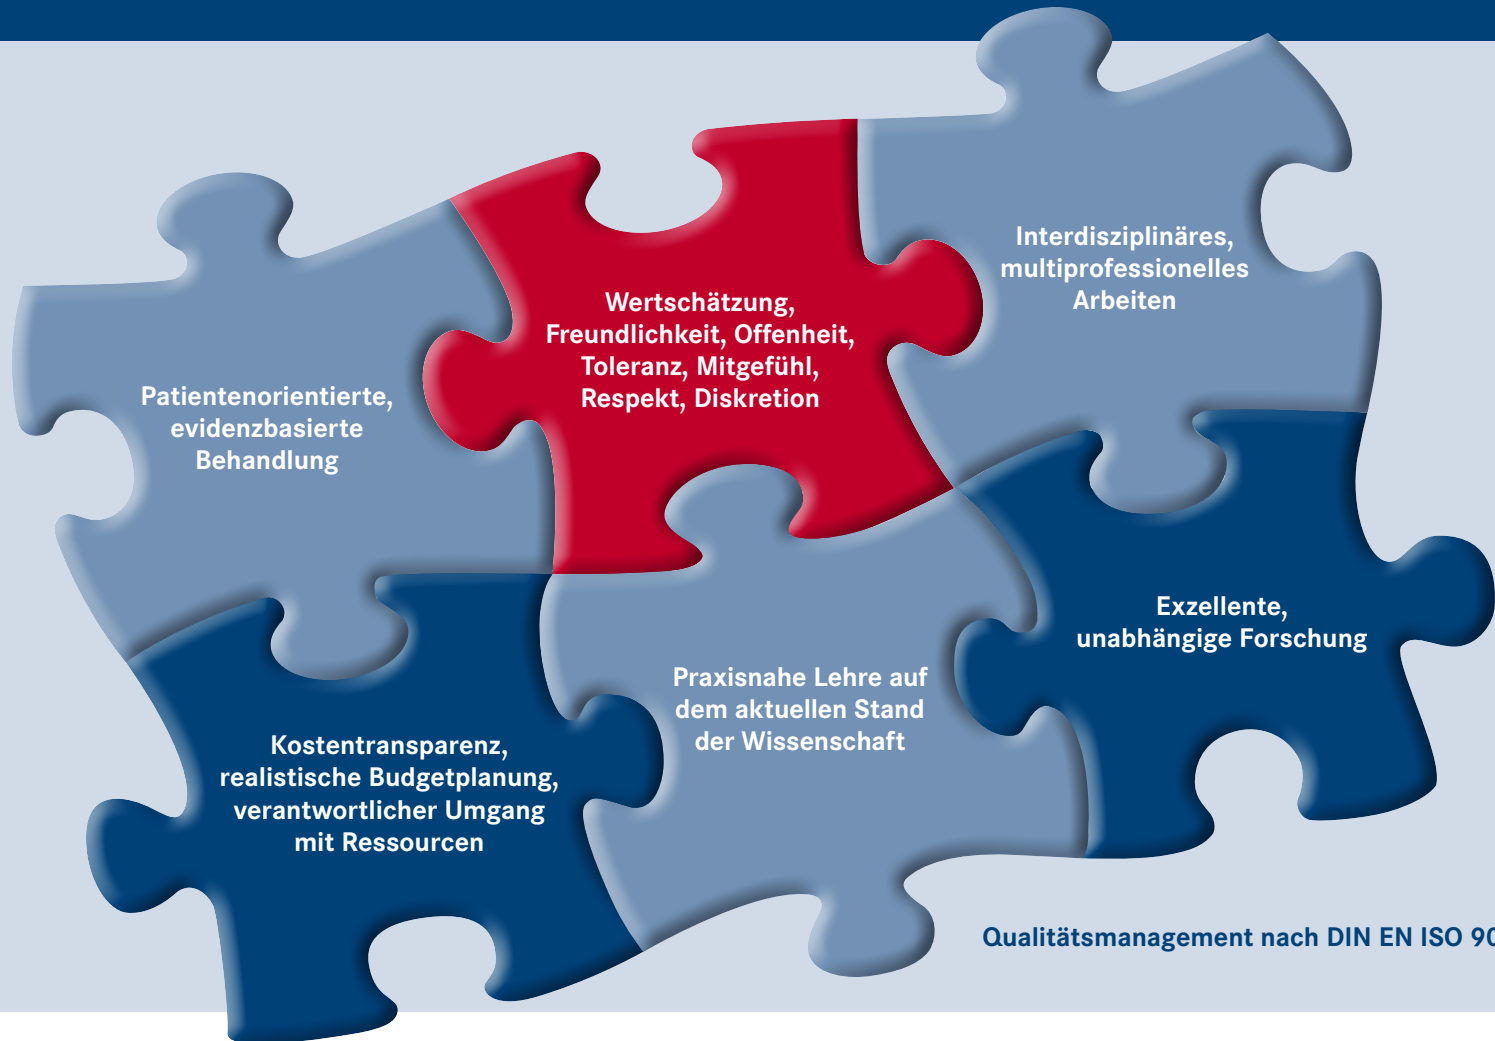 Patientenorientierte,
evidenzbasierte
Behandlung
Wertschätzung,
Freundlichkeit, Offenheit,
Toleranz, Mitgefühl,
Respekt, Diskretion
Interdisziplinäres,
multiprofessionelles
Arbeiten
Kostentransparenz,
realistische Budgetplanung,
verantwortlicher Umgang
mit Ressourcen
Praxisnahe Lehre auf
dem aktuellen Stand
der Wissenschaft
Exzellente,
unabhängige Forschung
Qualitätsmanagement nach DIN EN ISO